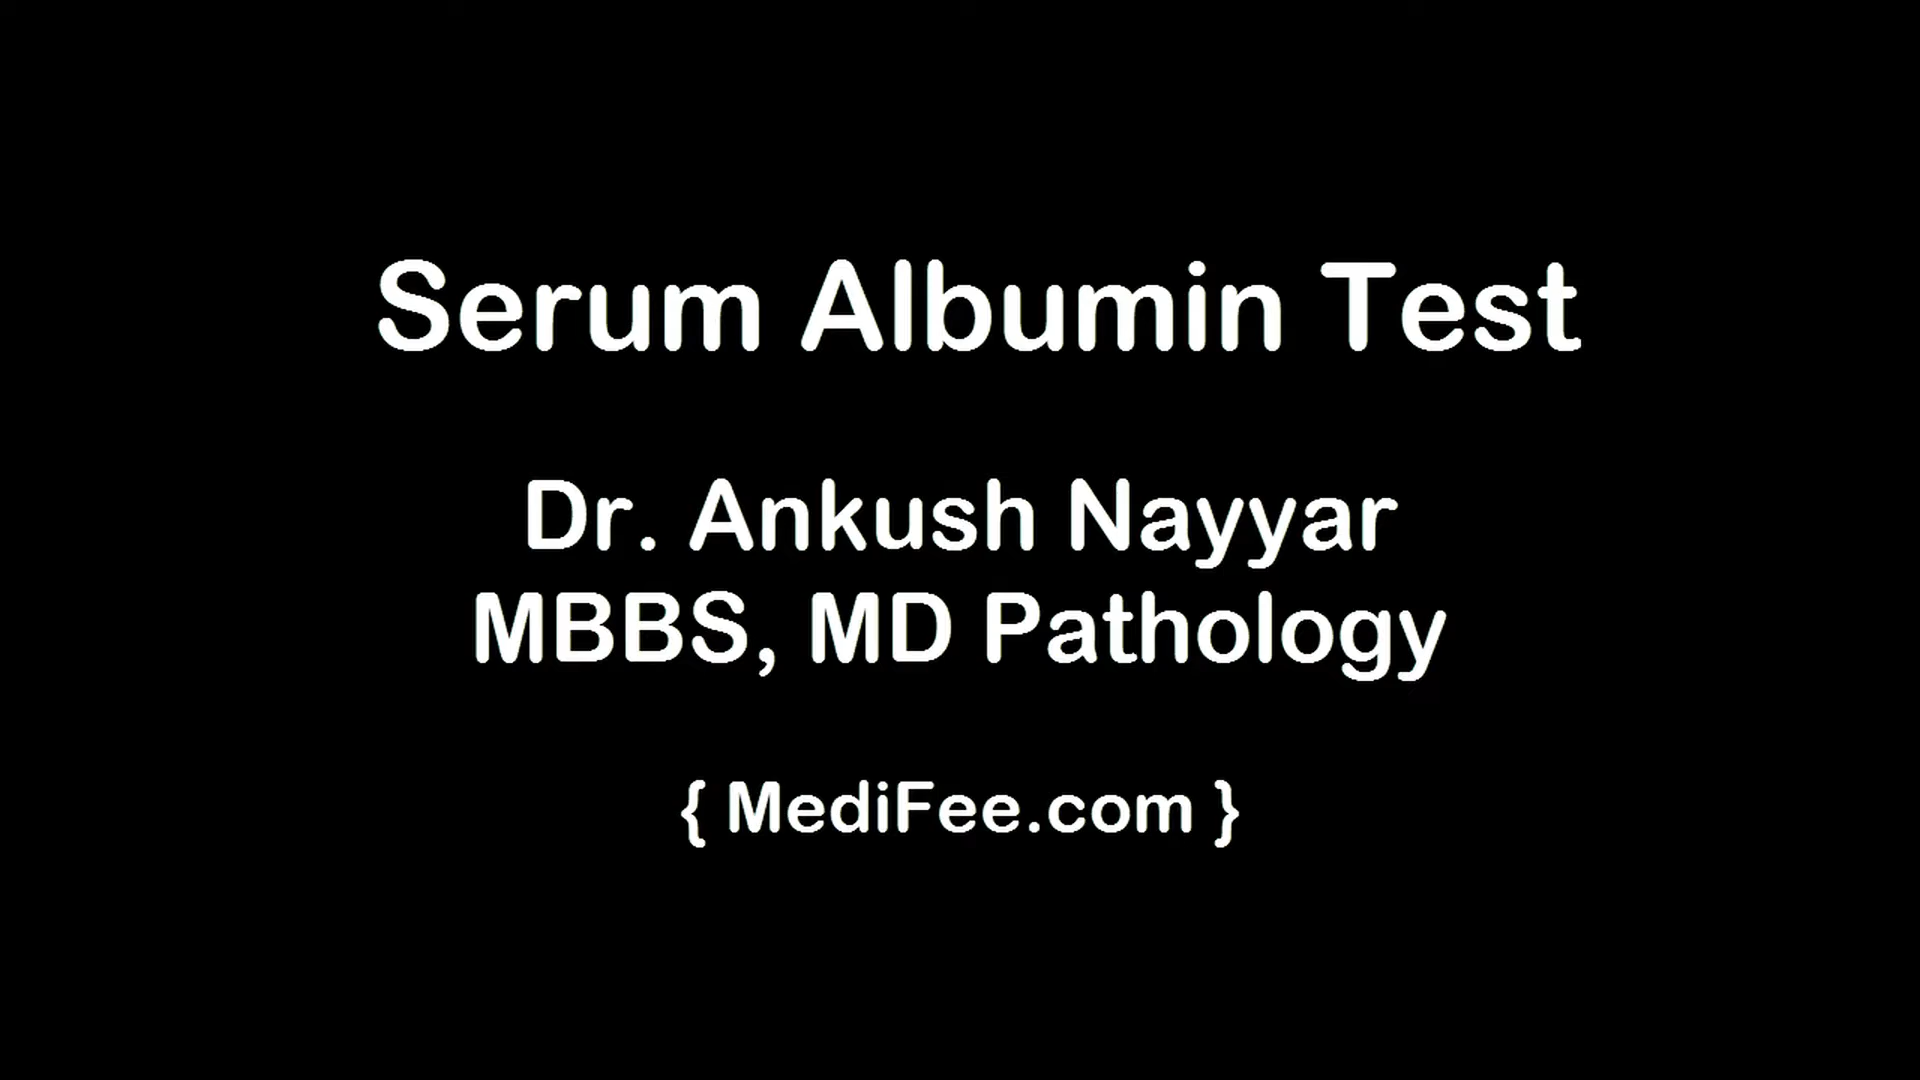 Serum Albumin Test
Dr. Ankush Nayyar
MBBS, MD Pathology
{ MediFee.com }